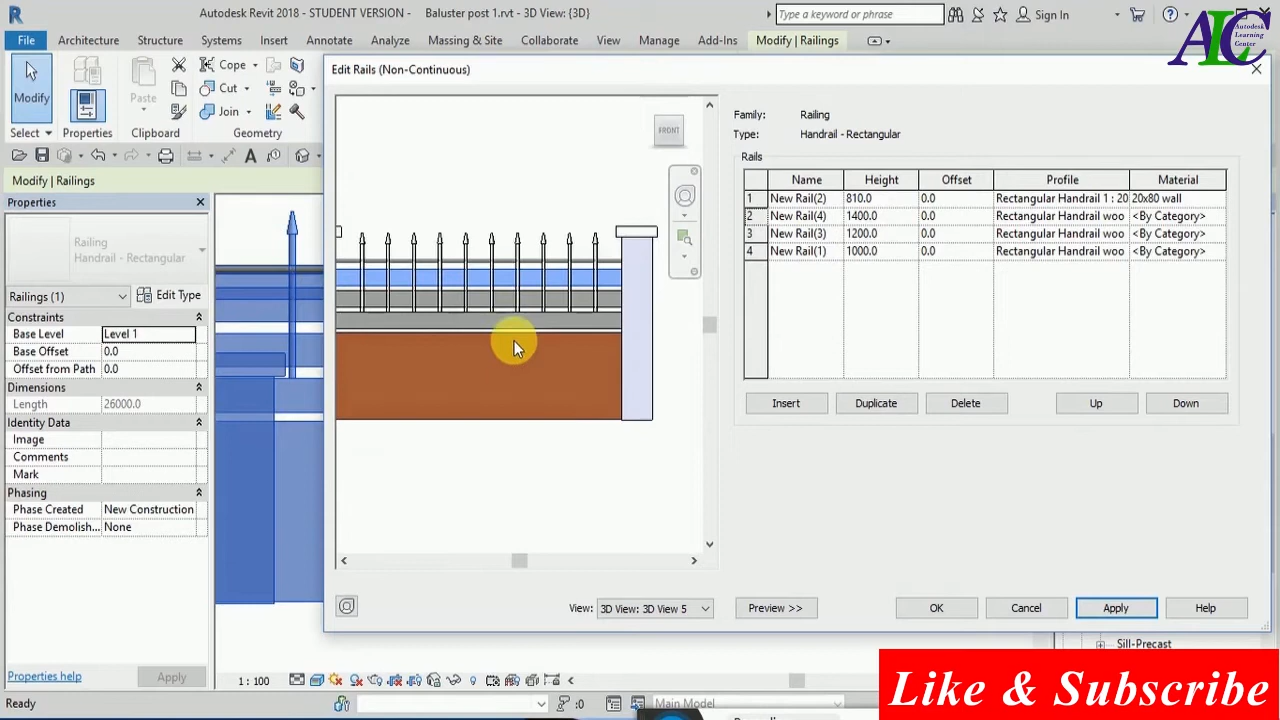 Autodesk Revit 2018 - STUDENT VERSION - Baluster post 1.rvt - 3D View: {3D}
Type a keyword or phrase
Sign In
ALC
Autodesk
Learning
Center
File Architecture Structure Systems Insert Annotate Analyze Massing & Site Collaborate View Manage Add-Ins Modify | Railings
Modify
Paste
Cope
Cut
Join
Select Properties Clipboard Geometry
Modify | Railings
Properties
Railing
Handrail - Rectangular
Railings (1)
Edit Type
Constraints
Base Level Level 1
Base Offset 0.0
Offset from Path 0.0
Dimensions
Length 26000.0
Identity Data
Image
Comments
Mark
Phasing
Phase Created New Construction
Phase Demolish... None
Properties help
Apply
Edit Rails (Non-Continuous)
FRONT
Family: Railing
Type: Handrail - Rectangular
Rails
Name Height Offset Profile Material
1 New Rail(2) 810.0 0.0 Rectangular Handrail 1 : 20 20x80 wall
2 New Rail(4) 1400.0 0.0 Rectangular Handrail woo <By Category>
3 New Rail(3) 1200.0 0.0 Rectangular Handrail woo <By Category>
4 New Rail(1) 1000.0 0.0 Rectangular Handrail woo <By Category>
Insert Duplicate Delete Up Down
View: 3D View: 3D View 5 Preview >> OK Cancel Apply Help
Sill-Precast
1 : 100
Ready
:0
Main Model
Like & Subscribe